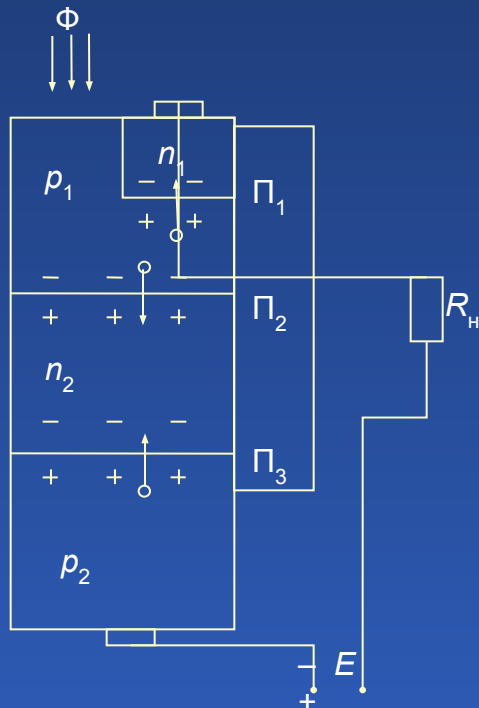 Ф
n₁
p₁
– –
П₁
+ +
– – –
+ + +
П₂
Rн
n₂
– – –
П₃
+ + +
p₂
– E
+